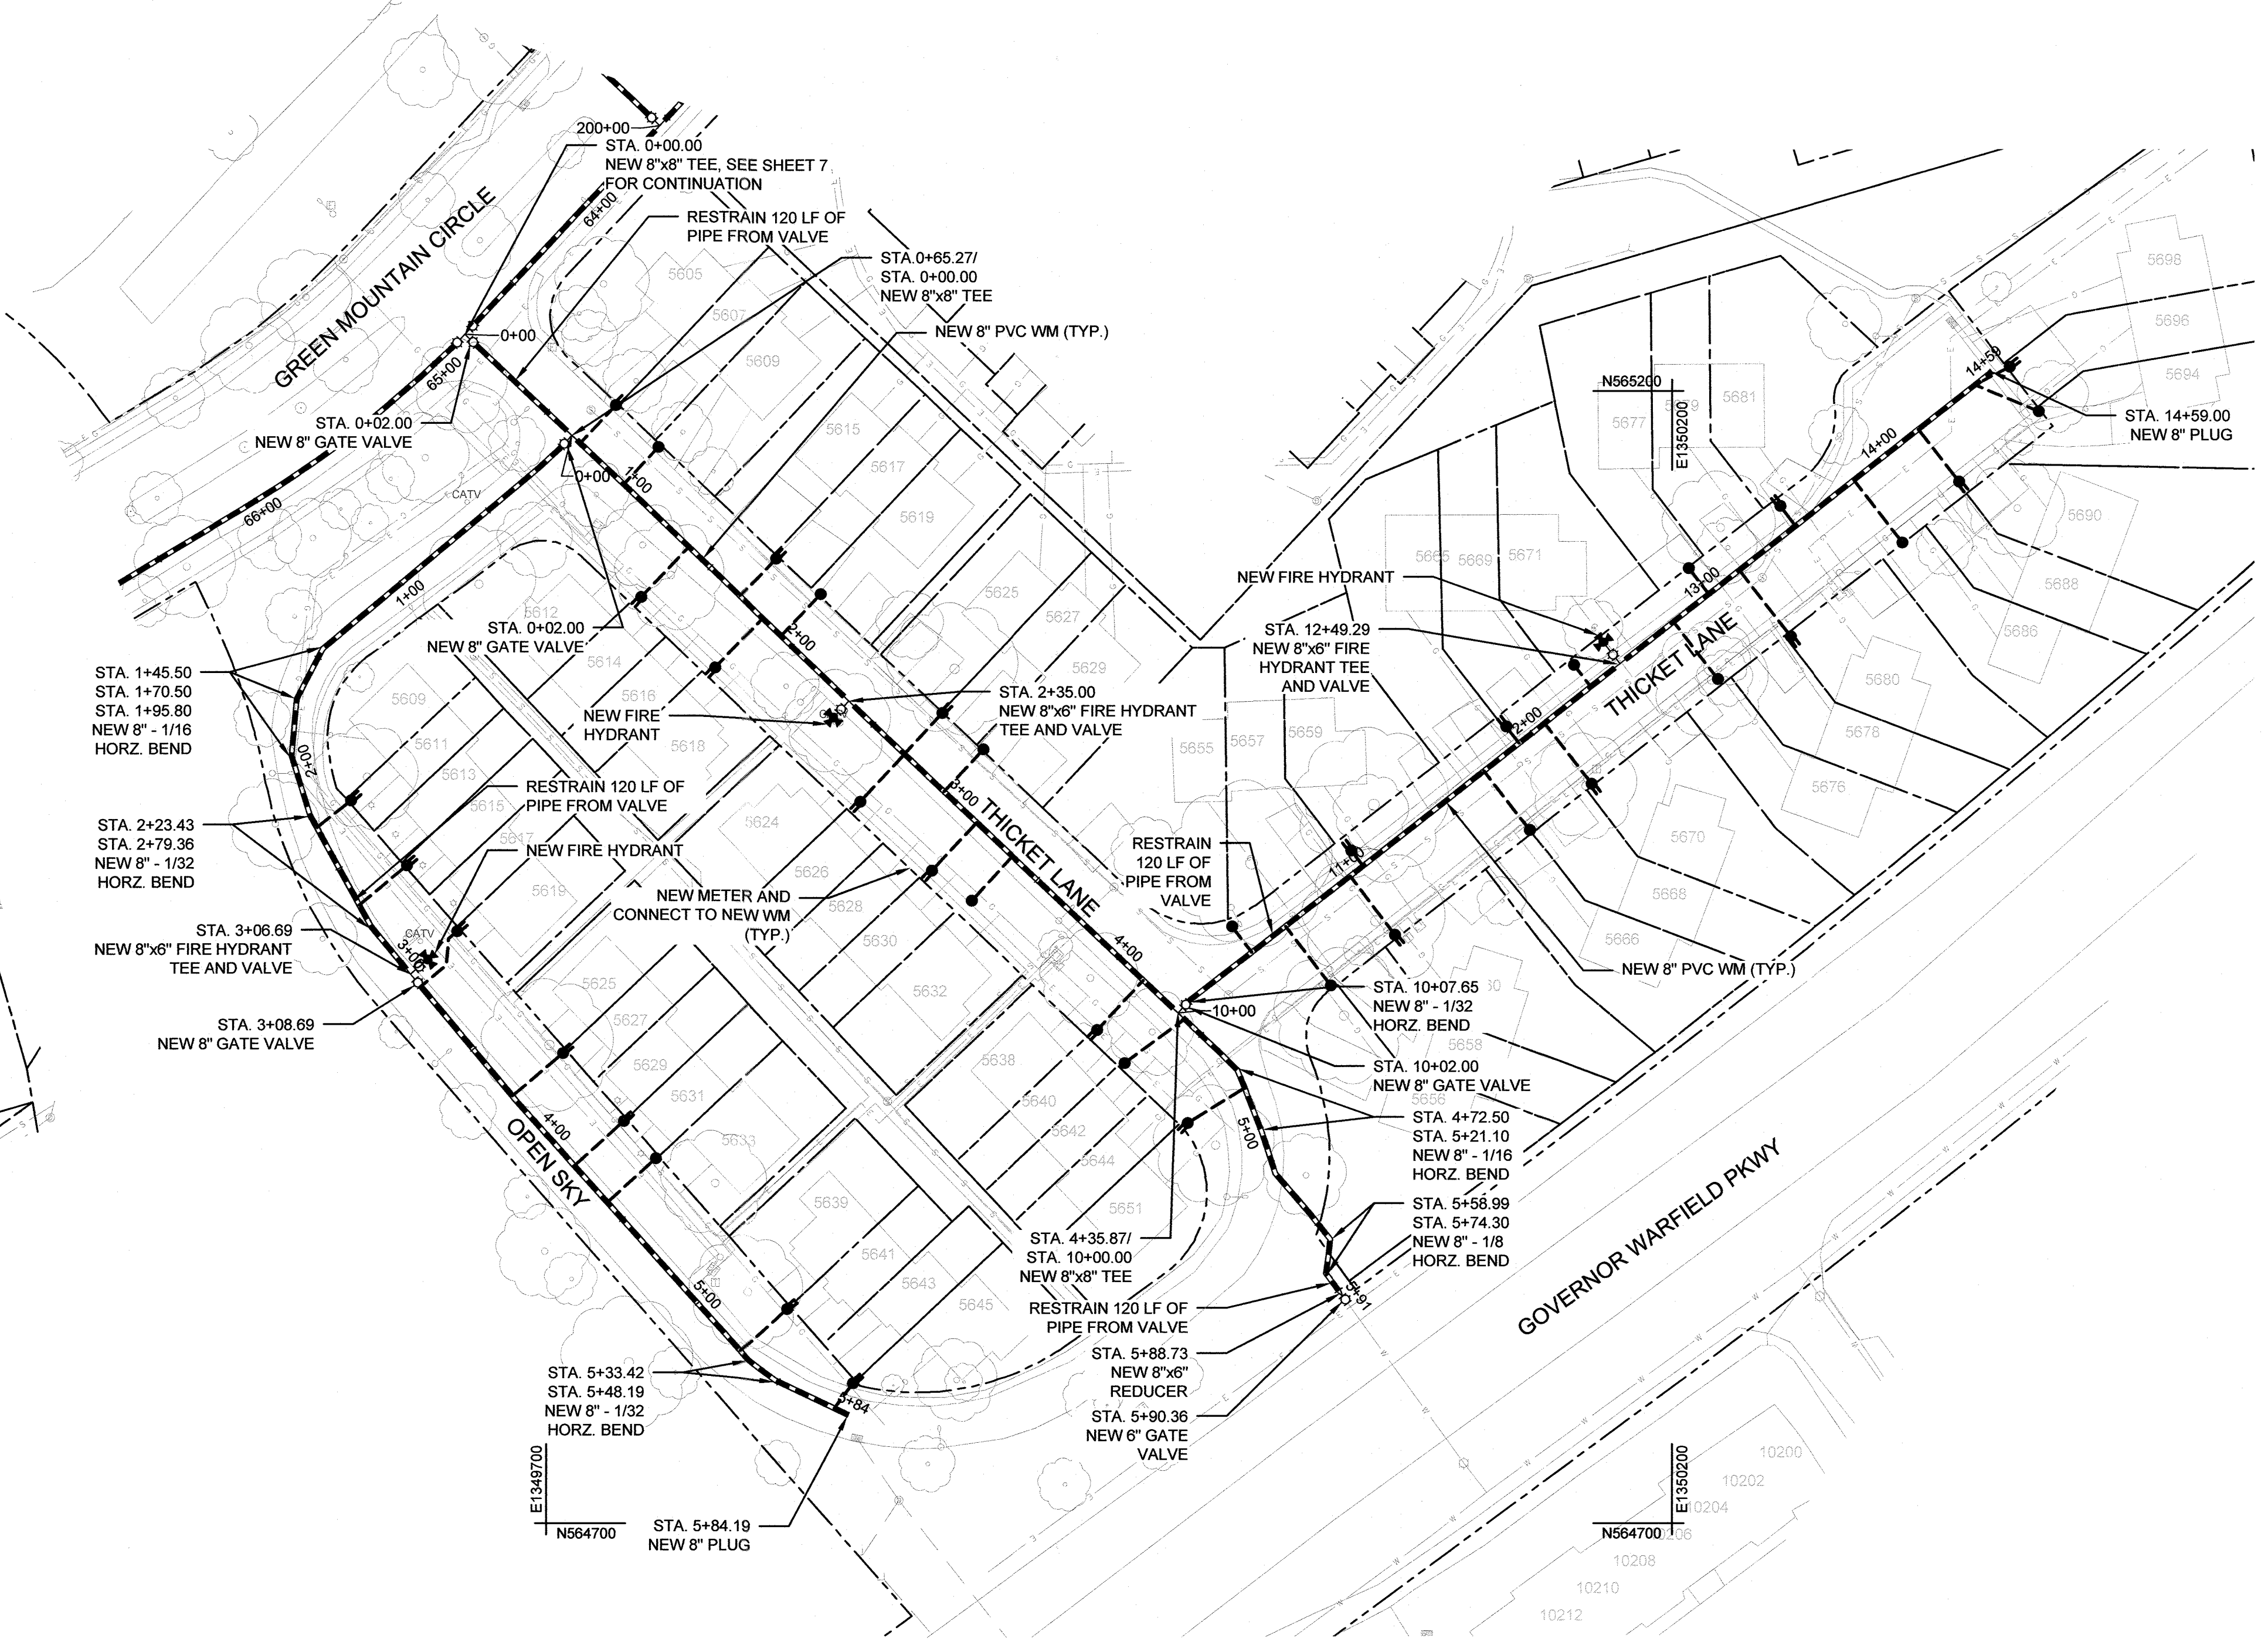 200+00
STA. 0+00.00
NEW 8"x8" TEE, SEE SHEET 7
FOR CONTINUATION
64+00
GREEN MOUNTAIN CIRCLE
RESTRAIN 120 LF OF
PIPE FROM VALVE
STA.0+65.27/
STA. 0+00.00
NEW 8"x8" TEE
NEW 8" PVC WM (TYP.)
0+00
65+00
STA. 0+02.00
NEW 8" GATE VALVE
66+00
CATV
0+00
1+00
5605
5607
5609
5615
5617
5619
5625
5627
5629
1+00
5612
5614
5616
5618
STA. 0+02.00
NEW 8" GATE VALVE
2+00
STA. 1+45.50
STA. 1+70.50
STA. 1+95.80
NEW 8" - 1/16
HORZ. BEND
2+00
5609
5611
5613
5615
5617
5619
NEW FIRE
HYDRANT
STA. 2+35.00
NEW 8"x6" FIRE HYDRANT
TEE AND VALVE
RESTRAIN 120 LF OF
PIPE FROM VALVE
3+00
THICKET LANE
STA. 2+23.43
STA. 2+79.36
NEW 8" - 1/32
HORZ. BEND
NEW FIRE HYDRANT
5624
5626
5628
5630
5632
NEW METER AND
CONNECT TO NEW WM
(TYP.)
STA. 3+06.69
NEW 8"x6" FIRE HYDRANT
TEE AND VALVE
CATV
3+00
4+00
STA. 3+08.69
NEW 8" GATE VALVE
5625
5627
5629
5631
5633
5638
5640
5642
5644
5651
4+00
OPEN SKY
5639
5641
5643
5645
5+00
STA. 5+33.42
STA. 5+48.19
NEW 8" - 1/32
HORZ. BEND
5+84
STA. 5+84.19
NEW 8" PLUG
E1349700
N564700
N565200
E1350200
5677
5679
5681
5698
5696
5694
14+59
STA. 14+59.00
NEW 8" PLUG
14+00
5690
5688
5686
5680
5678
5676
5670
5668
5666
5665
5669
5671
NEW FIRE HYDRANT
STA. 12+49.29
NEW 8"x6" FIRE
HYDRANT TEE
AND VALVE
13+00
THICKET LANE
12+00
5655
5657
5659
RESTRAIN
120 LF OF
PIPE FROM
VALVE
11+00
NEW 8" PVC WM (TYP.)
10+00
STA. 10+07.65
NEW 8" - 1/32
HORZ. BEND
5658
5656
STA. 10+02.00
NEW 8" GATE VALVE
5+00
STA. 4+72.50
STA. 5+21.10
NEW 8" - 1/16
HORZ. BEND
STA. 5+58.99
STA. 5+74.30
NEW 8" - 1/8
HORZ. BEND
STA. 4+35.87/
STA. 10+00.00
NEW 8"x8" TEE
RESTRAIN 120 LF OF
PIPE FROM VALVE
5+91
STA. 5+88.73
NEW 8"x6"
REDUCER
STA. 5+90.36
NEW 6" GATE
VALVE
GOVERNOR WARFIELD PKWY
E1350200
N564700
10200
10202
10204
10206
10208
10210
10212